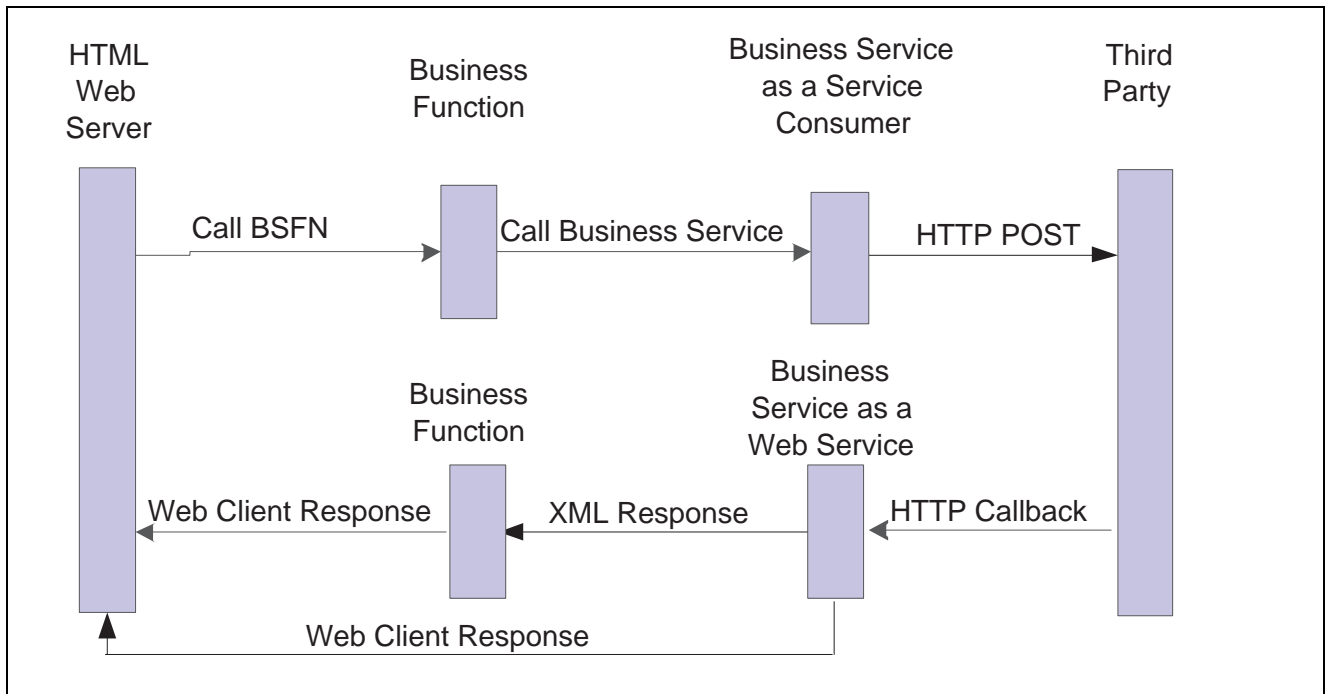 HTML
Web
Server
Business
Function
Business Service
as a Service
Consumer
Third
Party
Call BSFN
Call Business Service
HTTP POST
Business
Function
Business
Service as a
Web Service
Web Client Response
XML Response
HTTP Callback
Web Client Response